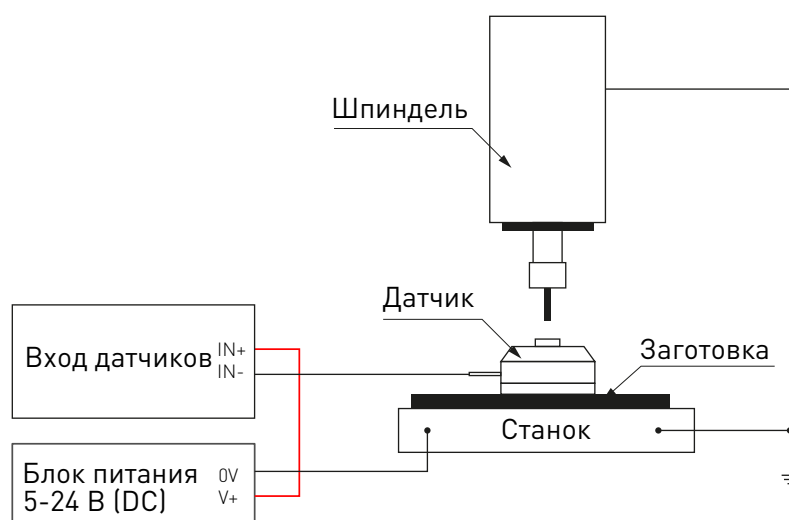 Шпиндель
Датчик
Заготовка
Вход датчиков IN+
IN-
Станок
Блок питания 0V
5-24 В (DC) V+